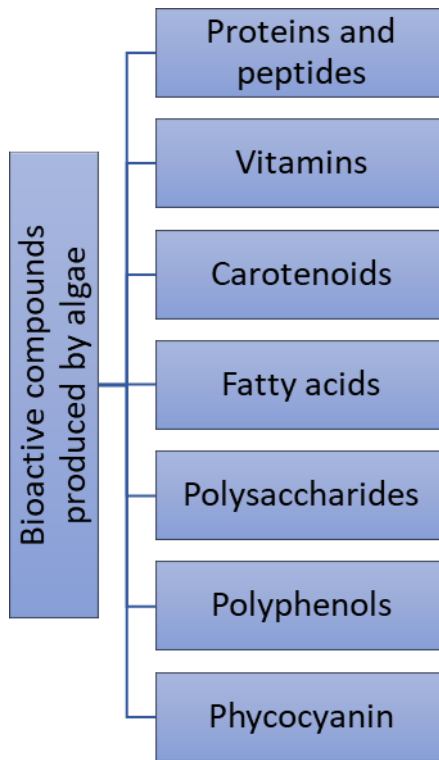 Bioactive compounds
produced by algae
Proteins and
peptides
Vitamins
Carotenoids
Fatty acids
Polysaccharides
Polyphenols
Phycocyanin